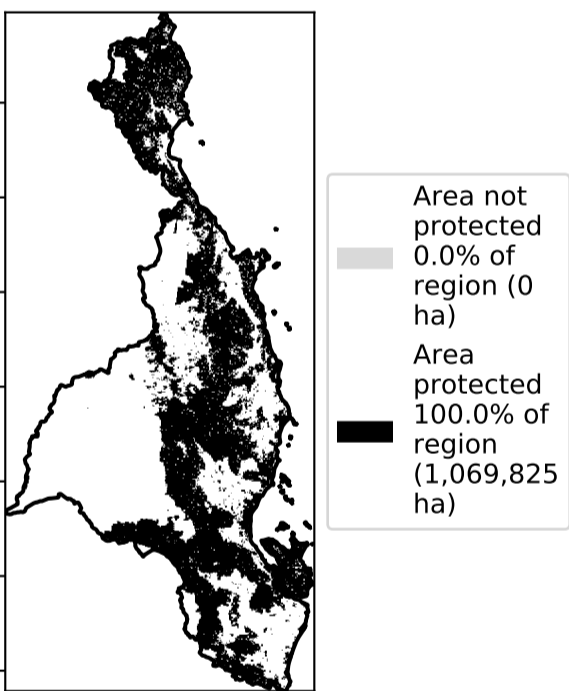 Area not
protected
0.0% of
region (0
ha)
Area
protected
100.0% of
region
(1,069,825
ha)